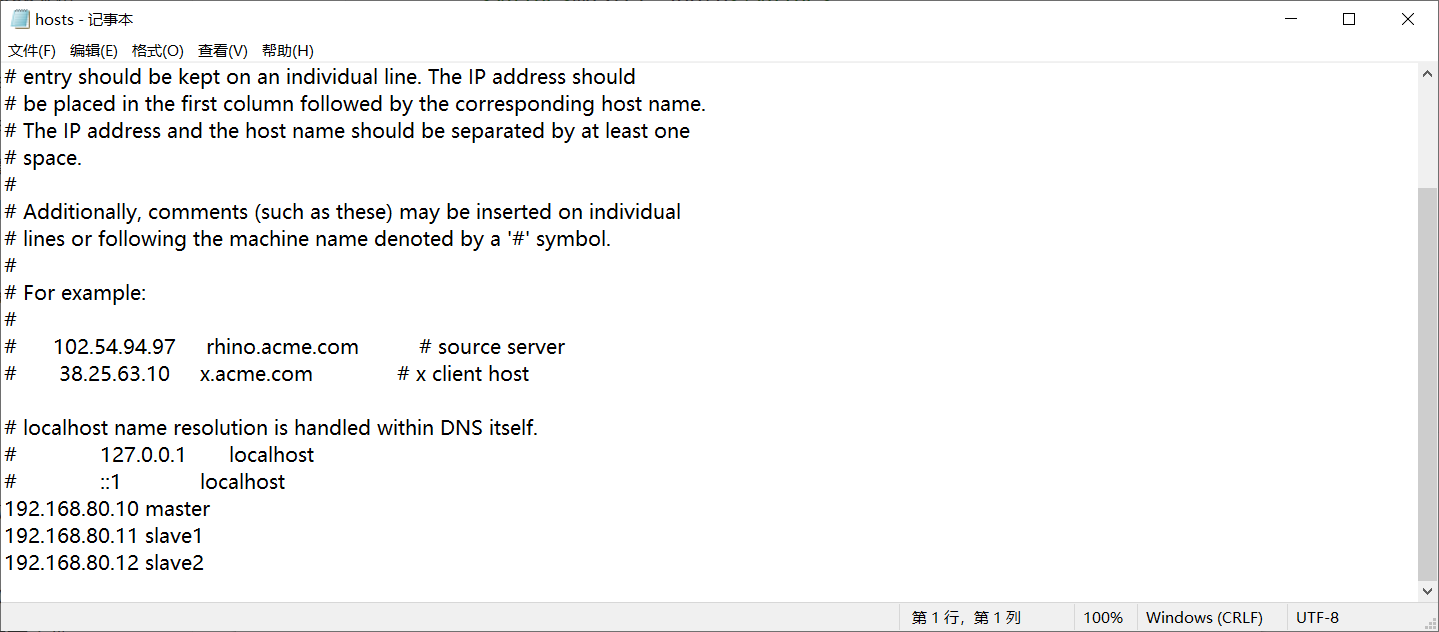 hosts - 记事本
文件(F) 编辑(E) 格式(O) 查看(V) 帮助(H)
# entry should be kept on an individual line. The IP address should
# be placed in the first column followed by the corresponding host name.
# The IP address and the host name should be separated by at least one
# space.
#
# Additionally, comments (such as these) may be inserted on individual
# lines or following the machine name denoted by a '#' symbol.
#
# For example:
#
# 102.54.94.97 rhino.acme.com # source server
# 38.25.63.10 x.acme.com # x client host
# localhost name resolution is handled within DNS itself.
# 127.0.0.1 localhost
# ::1 localhost
192.168.80.10 master
192.168.80.11 slave1
192.168.80.12 slave2
第 1 行，第 1 列 100% Windows (CRLF) UTF-8